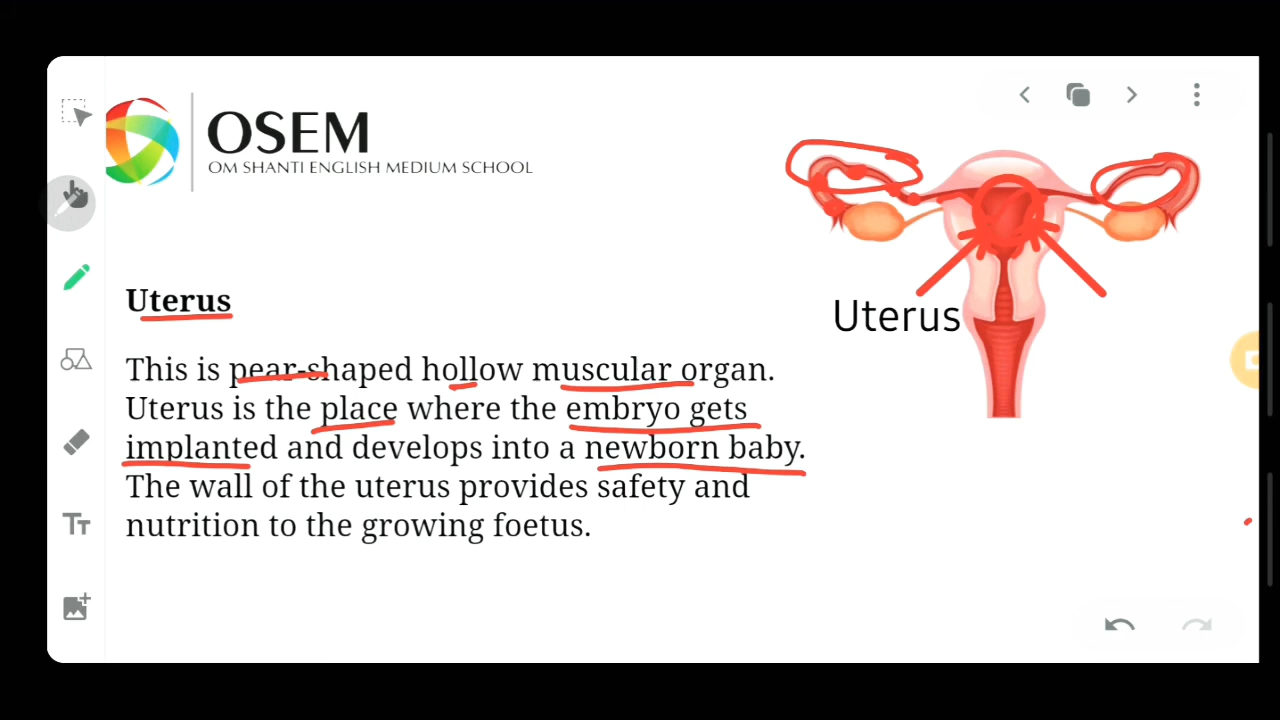 OSEM
OM SHANTI ENGLISH MEDIUM SCHOOL
Uterus
This is pear-shaped hollow muscular organ.
Uterus is the place where the embryo gets
implanted and develops into a newborn baby.
The wall of the uterus provides safety and
nutrition to the growing foetus.
Uterus
TT